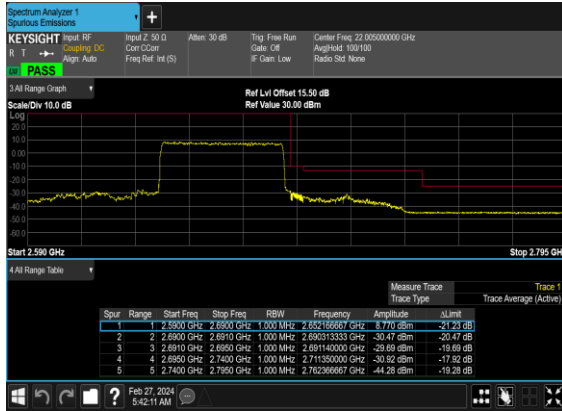 Spectrum Analyzer 1
Spurious Emissions
+
KEYSIGHT Input: RF Input Z: 50 Ω Atten: 30 dB Trig: Free Run Center Freq: 22.005000000 GHz
R T Coupling: DC Corr CCorr Gate: Off Avg|Hold: 100/100
Align: Auto Freq Ref: Int (S) IF Gain: Low Radio Std: None
PASS
3 All Range Graph
Ref Lvl Offset 15.50 dB
Scale/Div 10.0 dB Ref Value 30.00 dBm
Log
20.0
10.0
0.00
-10.0
-20.0
-30.0
-40.0
-50.0
-60.0
Start 2.590 GHz Stop 2.795 GH
4 All Range Table
Measure Trace Trace 1
Trace Type Trace Average (Active)
Spur Range Start Freq Stop Freq RBW Frequency Amplitude ΔLimit
1 1 2.5900 GHz 2.6900 GHz 1.000 MHz 2.652166667 GHz 8.770 dBm -21.23 dB
2 2 2.6900 GHz 2.6910 GHz 1.000 MHz 2.690313333 GHz -30.47 dBm -20.47 dB
3 3 2.6910 GHz 2.6950 GHz 1.000 MHz 2.691140000 GHz -29.69 dBm -19.69 dB
4 4 2.6950 GHz 2.7400 GHz 1.000 MHz 2.711350000 GHz -30.92 dBm -17.92 dB
5 5 2.7400 GHz 2.7950 GHz 1.000 MHz 2.762366667 GHz -44.28 dBm -19.28 dB
? Feb 27, 2024
5:42:11 AM